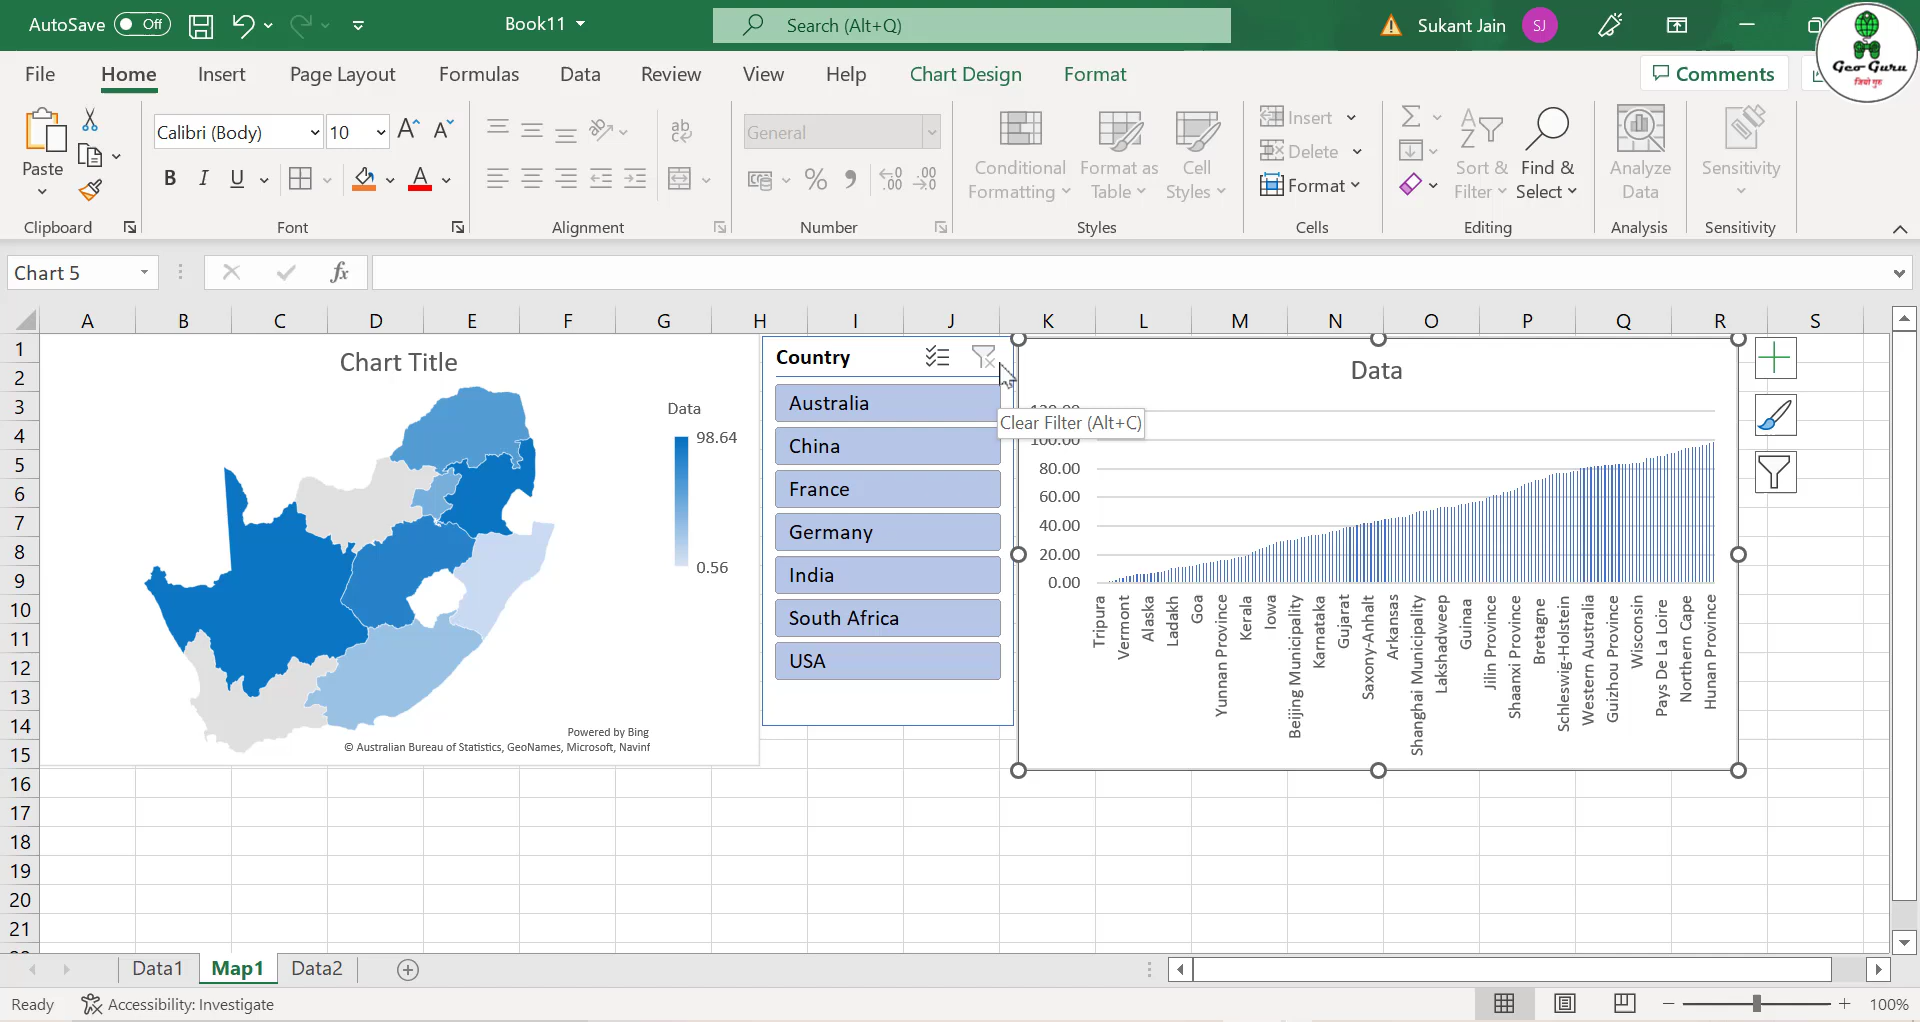 AutoSave Off
Book11
Search (Alt+Q)
Sukant Jain SJ
Geo Guru
जियो गुरु
File Home Insert Page Layout Formulas Data Review View Help Chart Design Format
Comments
Calibri (Body) 10
General
Paste
Conditional Formatting
Format as Table
Cell Styles
Insert
Delete
Format
Sort & Filter
Find & Select
Analyze Data
Sensitivity
Clipboard Font Alignment Number Styles Cells Editing Analysis Sensitivity
Chart 5
fx
A B C D E F G H I J K L M N O P Q R S
1
2
3
4
5
6
7
8
9
10
11
12
13
14
15
16
17
18
19
20
21
Chart Title
Data
98.64
0.56
Powered by Bing
© Australian Bureau of Statistics, GeoNames, Microsoft, Navinf
Country
Australia
China
France
Germany
India
South Africa
USA
Clear Filter (Alt+C)
Data
120.00
100.00
80.00
60.00
40.00
20.00
0.00
Tripura
Vermont
Alaska
Ladakh
Goa
Yunnan Province
Kerala
Iowa
Beijing Municipality
Karnataka
Gujarat
Saxony-Anhalt
Arkansas
Shanghai Municipality
Lakshadweep
Guinaa
Jilin Province
Shaanxi Province
Bretagne
Schleswig-Holstein
Western Australia
Guizhou Province
Wisconsin
Pays De La Loire
Northern Cape
Hunan Province
Data1 Map1 Data2
Ready
Accessibility: Investigate
100%